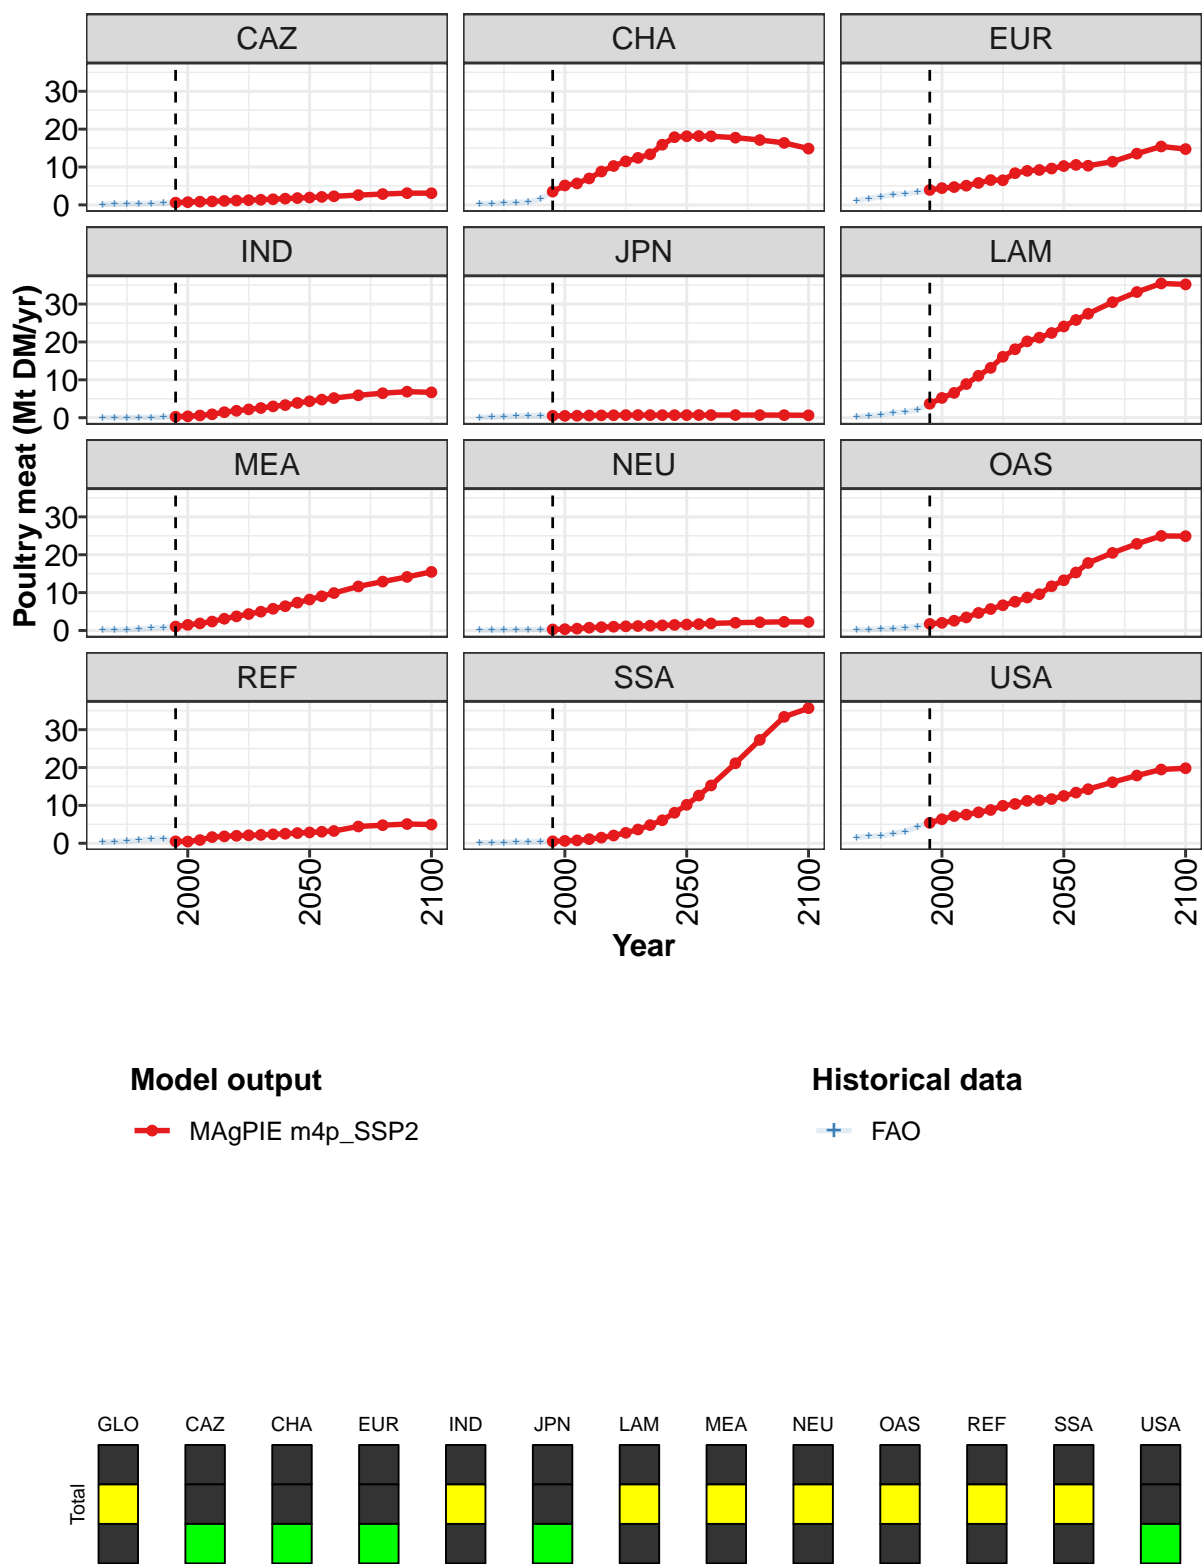 CAZ CHA EUR
30
20
10
0
IND JPN LAM
30
20
10
0
MEA NEU OAS
30
20
10
0
REF SSA USA
30
20
10
0
Poultry meat (Mt DM/yr)
2000 2050 2100 2000 2050 2100 2000 2050 2100
Year
Model output
MAgPIE m4p_SSP2
Historical data
FAO
GLO CAZ CHA EUR IND JPN LAM MEA NEU OAS REF SSA USA
Total